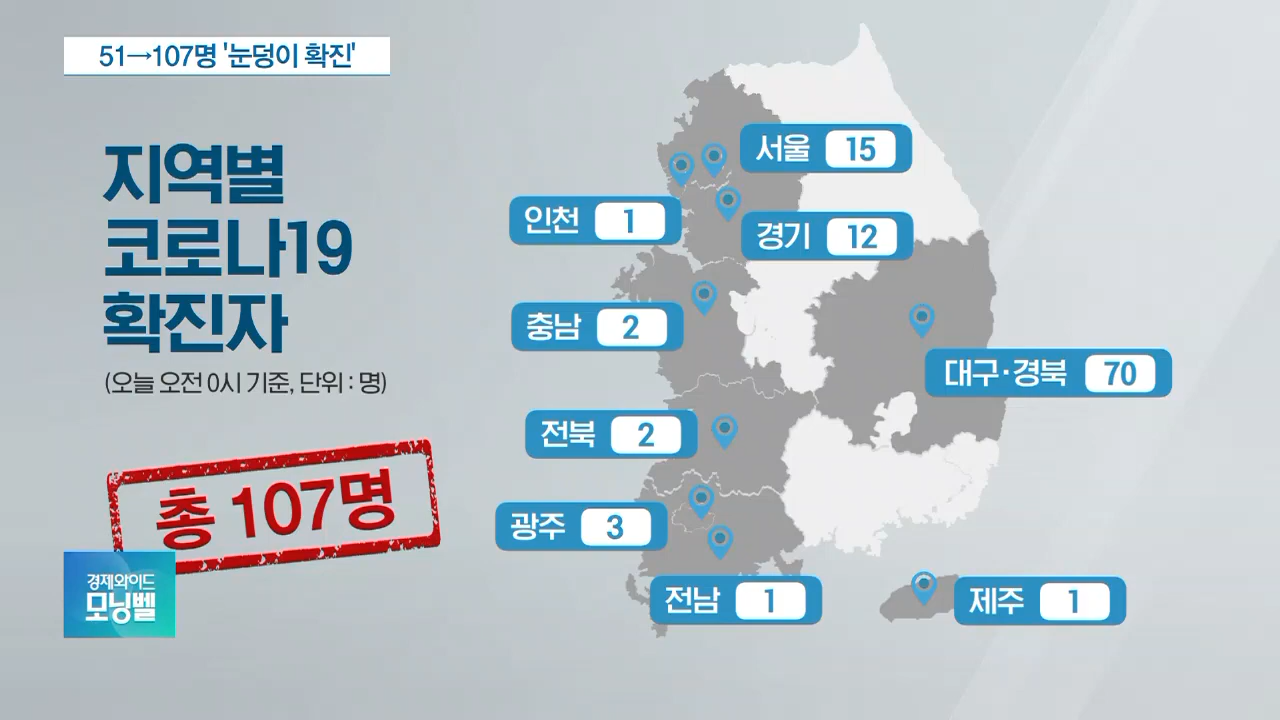 51→107명 '눈덩이 확진'
지역별
코로나19
확진자
(오늘 오전 0시 기준, 단위 : 명)
총 107명
경제와이드
모닝벨
서울 15
인천 1
경기 12
충남 2
대구·경북 70
전북 2
광주 3
전남 1
제주 1